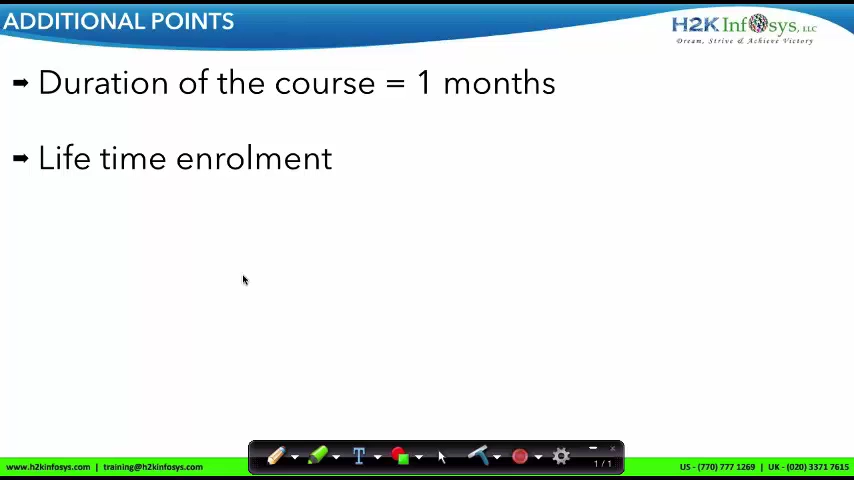 ADDITIONAL POINTS
H2K Infosys, LLC
Dream, Strive & Achieve Victory
➡ Duration of the course = 1 months
➡ Life time enrolment
T
1/1
www.h2kinfosys.com | training@h2kinfosys.com
US - (770) 777 1269 | UK - (020) 3371 7615